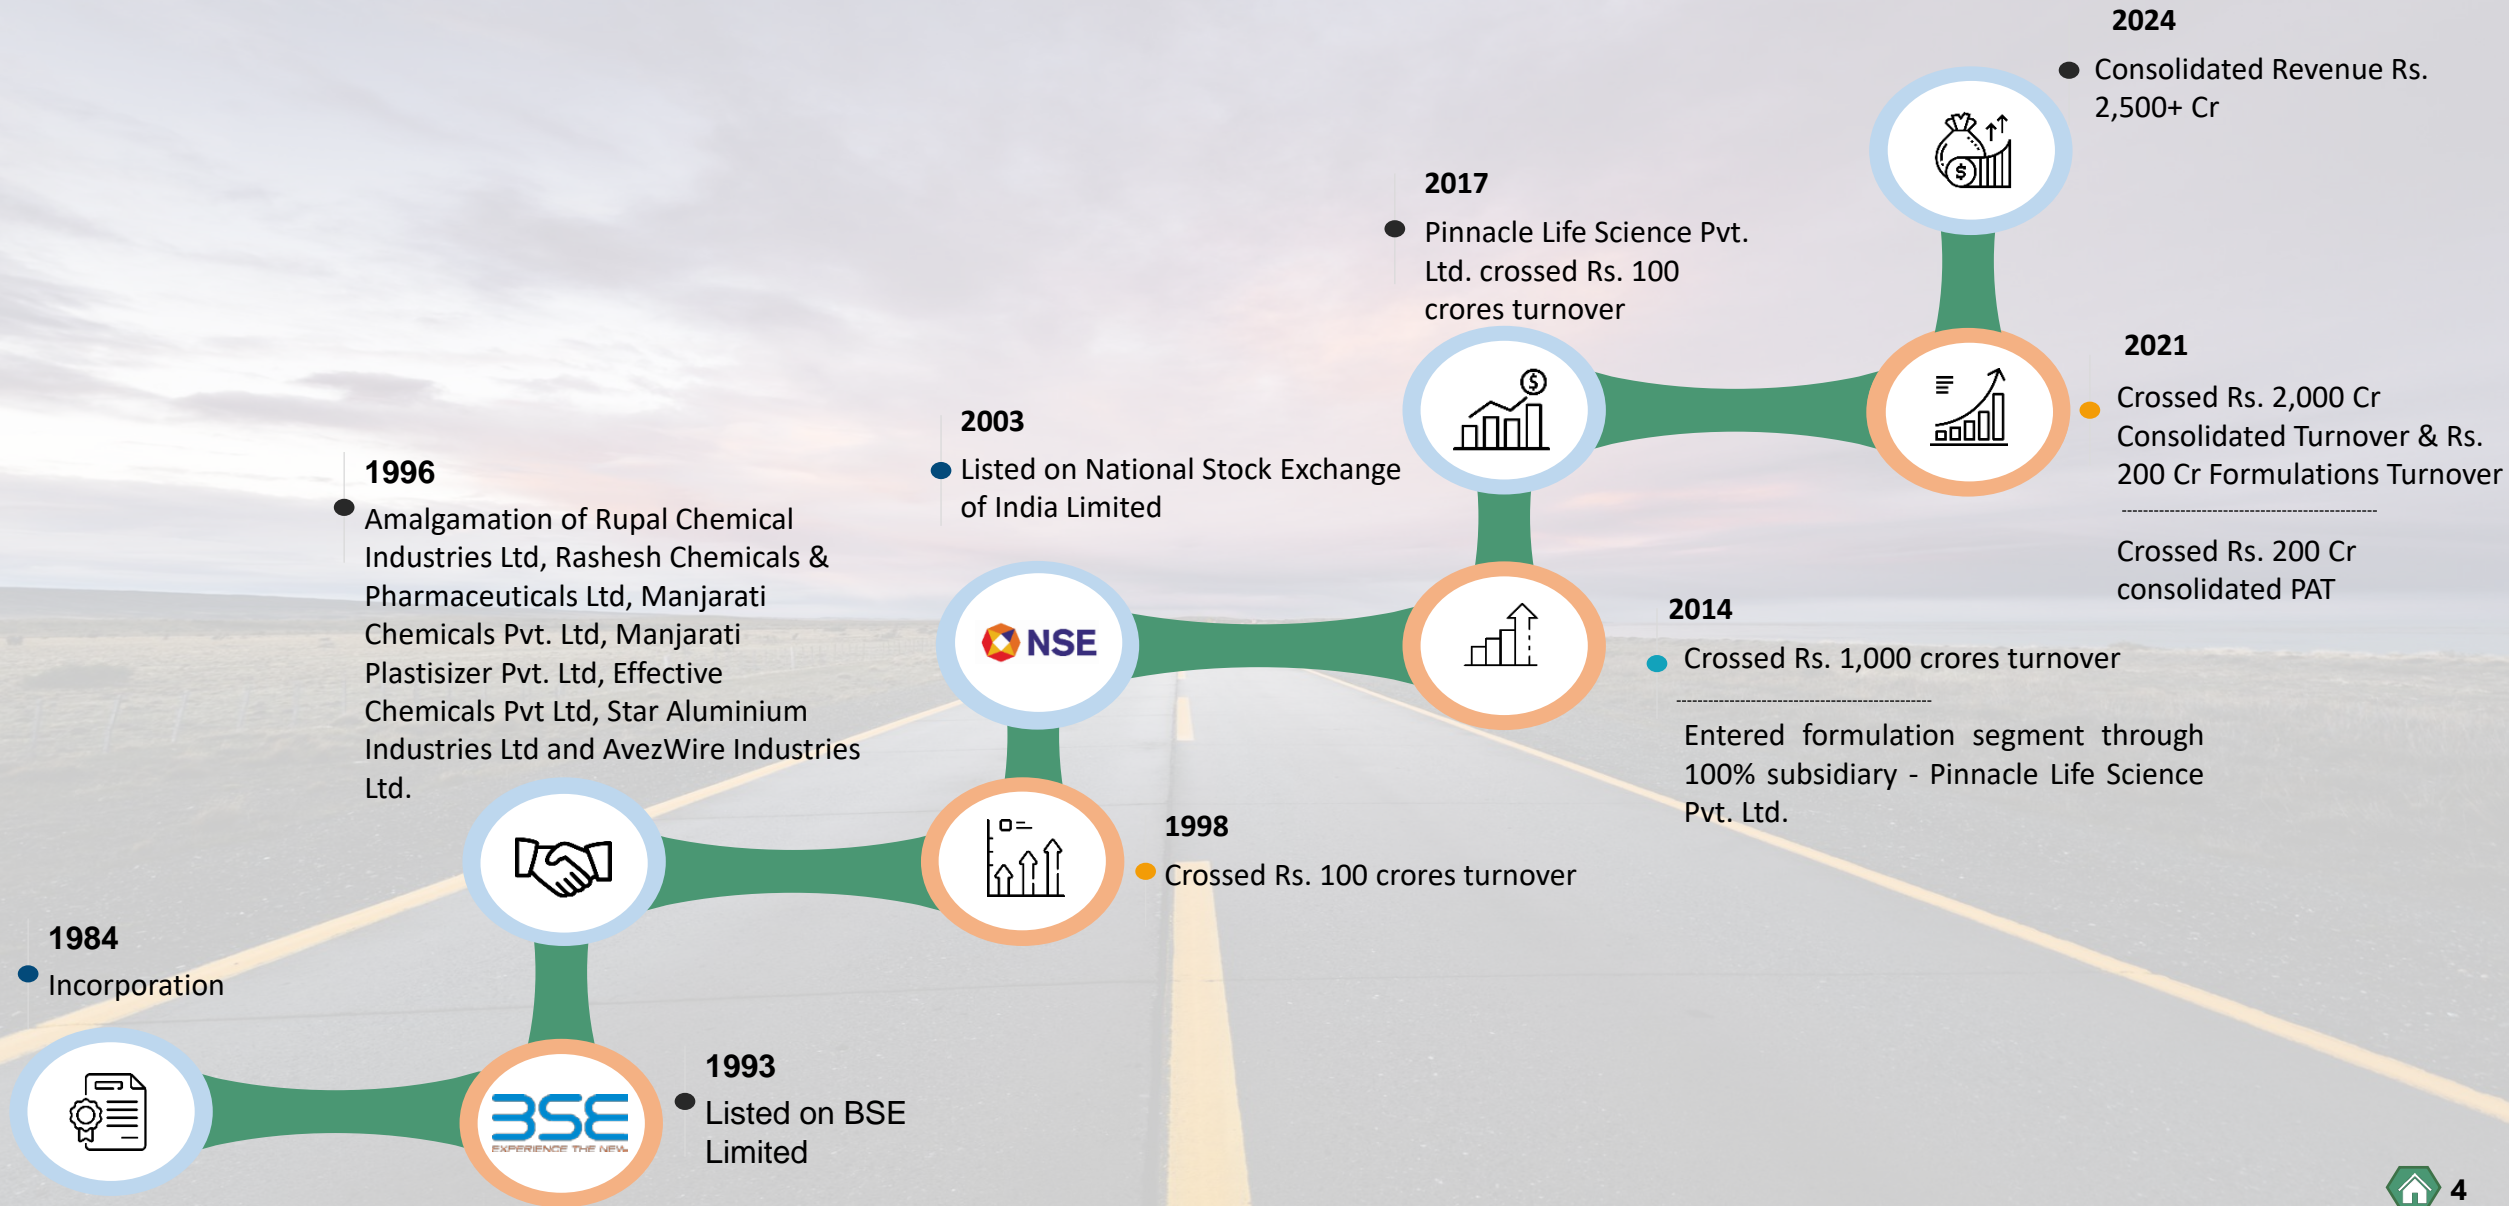 2024
Consolidated Revenue Rs.
2,500+ Cr
2017
Pinnacle Life Science Pvt.
Ltd. crossed Rs. 100
crores turnover
2021
Crossed Rs. 2,000 Cr
Consolidated Turnover & Rs.
200 Cr Formulations Turnover
Crossed Rs. 200 Cr
consolidated PAT
2003
Listed on National Stock Exchange
of India Limited
NSE
1996
Amalgamation of Rupal Chemical
Industries Ltd, Rashesh Chemicals &
Pharmaceuticals Ltd, Manjarati
Chemicals Pvt. Ltd, Manjarati
Plastisizer Pvt. Ltd, Effective
Chemicals Pvt Ltd, Star Aluminium
Industries Ltd and AvezWire Industries
Ltd.
2014
Crossed Rs. 1,000 crores turnover
Entered formulation segment through
100% subsidiary - Pinnacle Life Science
Pvt. Ltd.
1998
Crossed Rs. 100 crores turnover
1984
Incorporation
1993
Listed on BSE
Limited
BSE
EXPERIENCE THE NEW
4